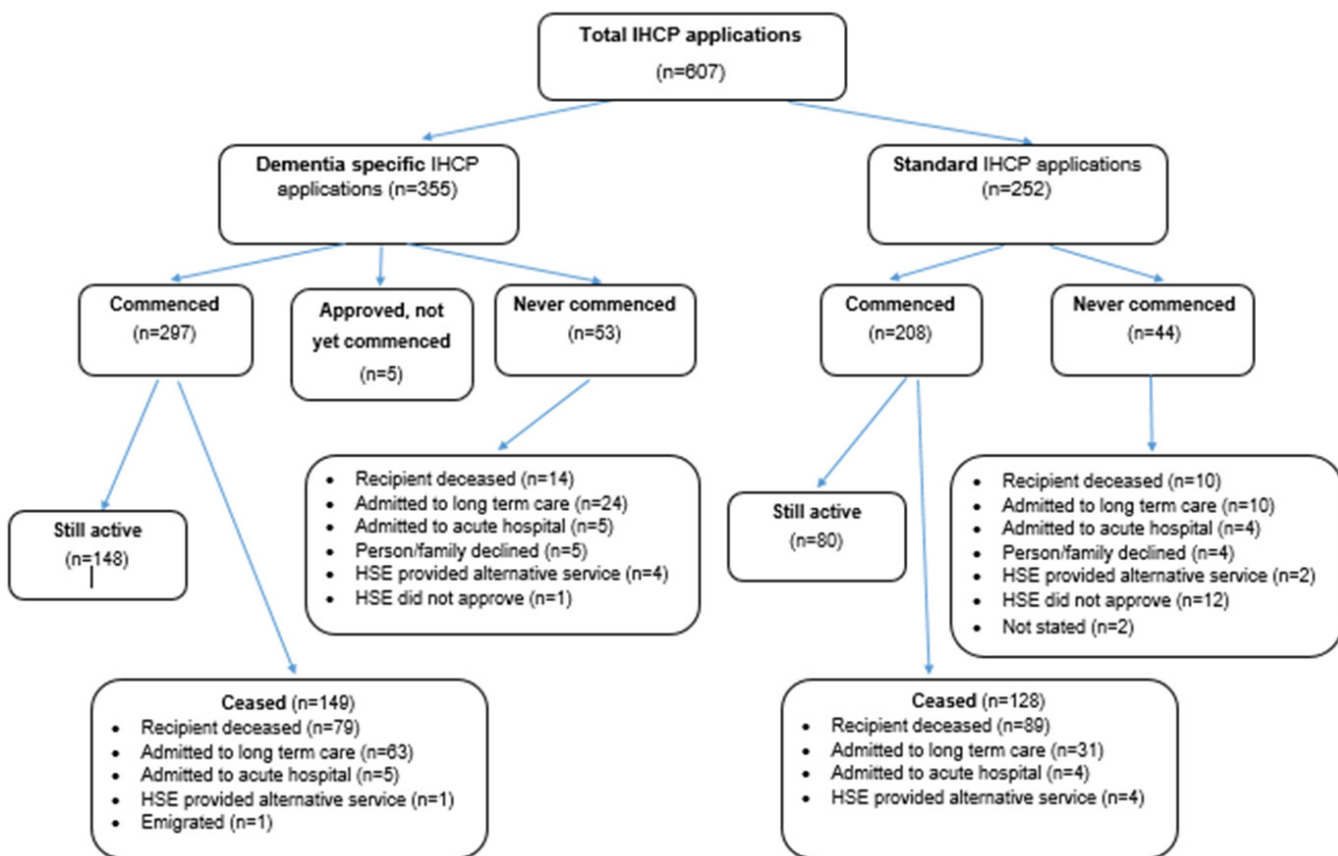 Total IHCP applications
(n=607)
Dementia specific IHCP
applications (n=355)
Standard IHCP applications
(n=252)
Commenced
(n=297)
Approved, not
yet commenced
(n=5)
Never commenced
(n=53)
Commenced
(n=208)
Never commenced
(n=44)
Still active
(n=148)
• Recipient deceased (n=14)
• Admitted to long term care (n=24)
• Admitted to acute hospital (n=5)
• Person/family declined (n=5)
• HSE provided alternative service (n=4)
• HSE did not approve (n=1)
Still active
(n=80)
• Recipient deceased (n=10)
• Admitted to long term care (n=10)
• Admitted to acute hospital (n=4)
• Person/family declined (n=4)
• HSE provided alternative service (n=2)
• HSE did not approve (n=12)
• Not stated (n=2)
Ceased (n=149)
• Recipient deceased (n=79)
• Admitted to long term care (n=63)
• Admitted to acute hospital (n=5)
• HSE provided alternative service (n=1)
• Emigrated (n=1)
Ceased (n=128)
• Recipient deceased (n=89)
• Admitted to long term care (n=31)
• Admitted to acute hospital (n=4)
• HSE provided alternative service (n=4)